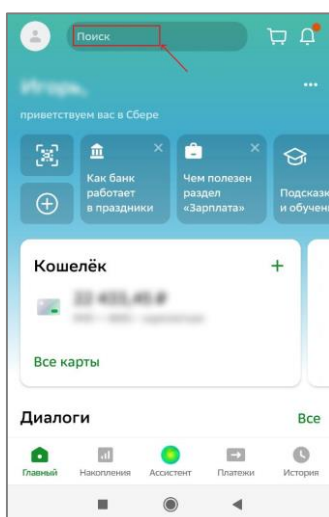 Поиск
приветствуем вас в Сбере
Как банк
работает
в праздники
Чем полезен
раздел
«Зарплата»
Подсказк
и обучен
Кошелёк
Все карты
Диалоги
Все
Главный Накопления Ассистент Платежи История